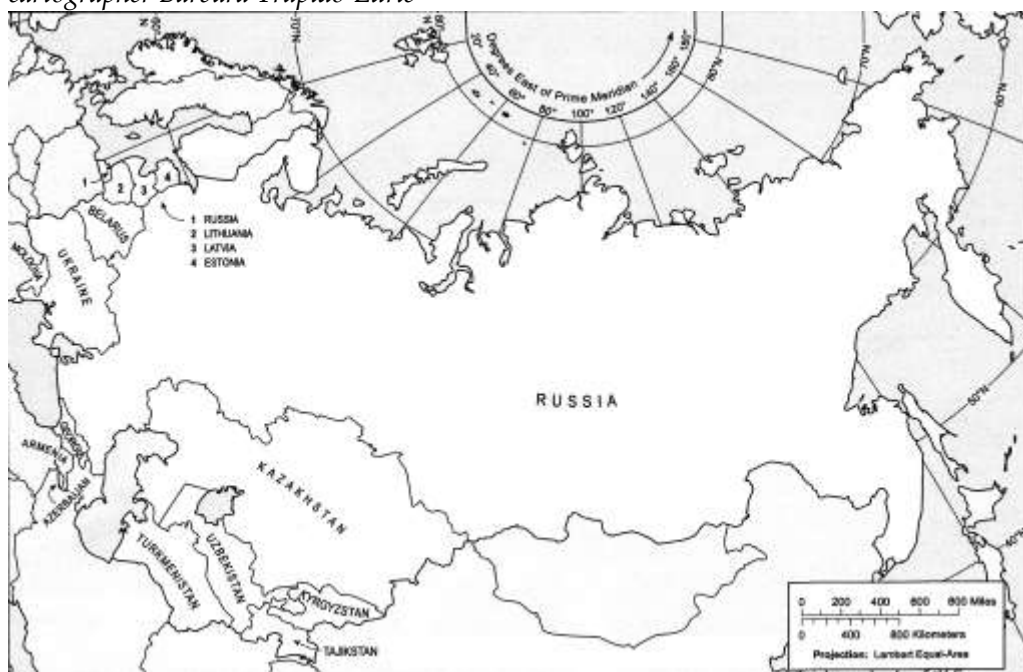 cartographer Barbara Trapido-Lurie
80°
N
70°N
80°N
70°N
60°N
Degrees East of Prime Meridian
20°
40°
60°
80°
100°
120°
140°
160°
180°
1
2
3
4
1 RUSSIA
2 LITHUANIA
3 LATVIA
4 ESTONIA
BELARUS
MOLDOVA
UKRAINE
RUSSIA
GEORGIA
ARMENIA
AZERBAIJAN
KAZAKHSTAN
TURKMENISTAN
UZBEKISTAN
KYRGYZSTAN
TAJIKISTAN
50°N
40°N
0 200 400 600 800 Miles
0 400 800 Kilometers
Projection: Lambert Equal-Area